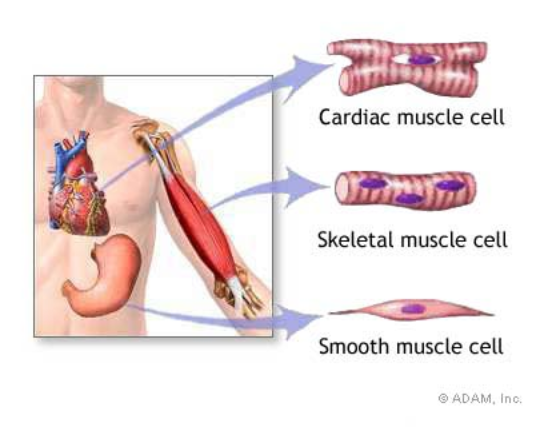 Cardiac muscle cell
Skeletal muscle cell
Smooth muscle cell
© ADAM, Inc.